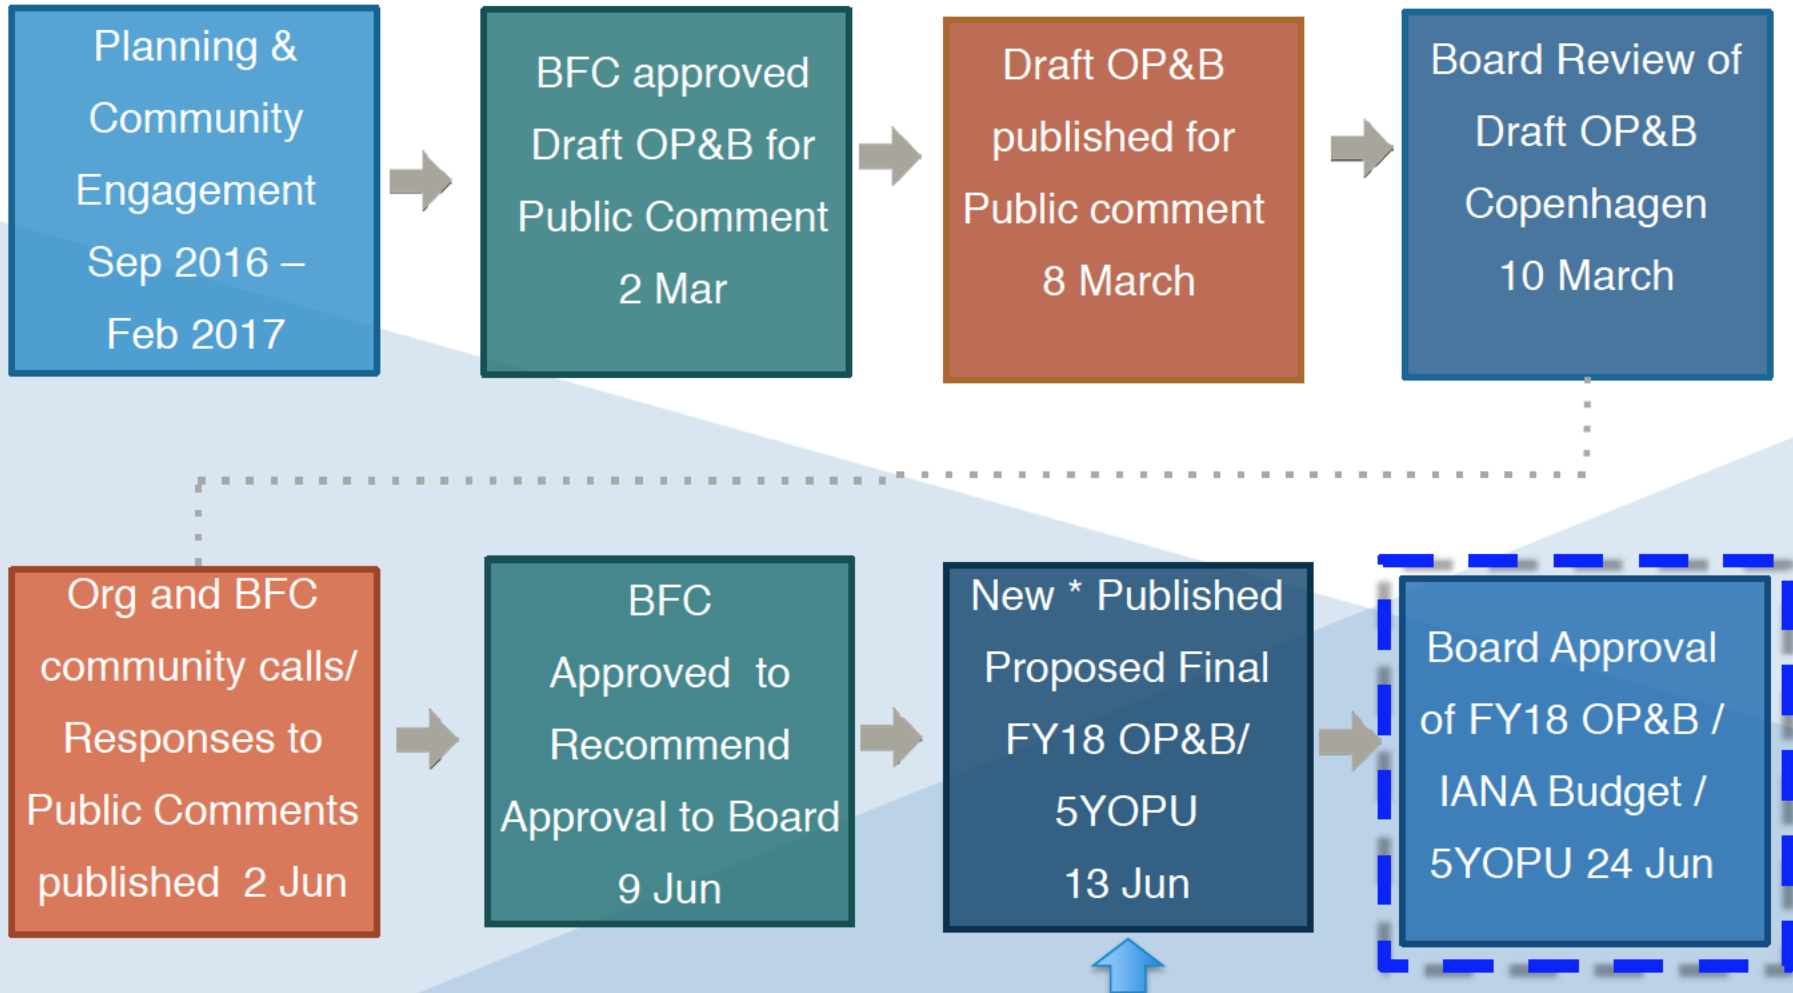 Planning &
Community
Engagement
Sep 2016 –
Feb 2017
BFC approved
Draft OP&B for
Public Comment
2 Mar
Draft OP&B
published for
Public comment
8 March
Board Review of
Draft OP&B
Copenhagen
10 March
Org and BFC
community calls/
Responses to
Public Comments
published 2 Jun
BFC
Approved to
Recommend
Approval to Board
9 Jun
New * Published
Proposed Final
FY18 OP&B/
5YOPU
13 Jun
Board Approval
of FY18 OP&B /
IANA Budget /
5YOPU 24 Jun